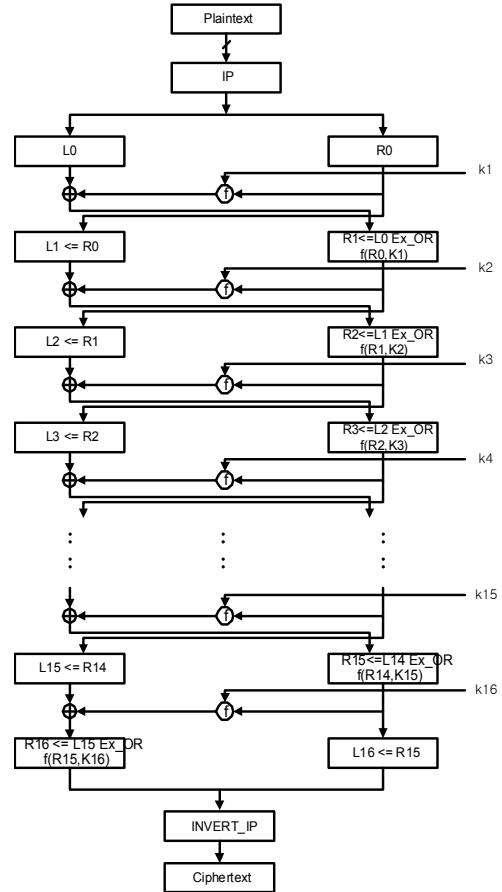 Plaintext
IP
L0
R0
k1
f
L1 <= R0
R1<=L0 Ex_OR
f(R0,K1)
k2
f
L2 <= R1
R2<=L1 Ex_OR
f(R1,K2)
k3
f
L3 <= R2
R3<=L2 Ex_OR
f(R2,K3)
k4
f
k15
f
L15 <= R14
R15<=L14 Ex_OR
f(R14,K15)
k16
f
R16 <= L15 Ex_OR
f(R15,K16)
L16 <= R15
INVERT_IP
Ciphertext